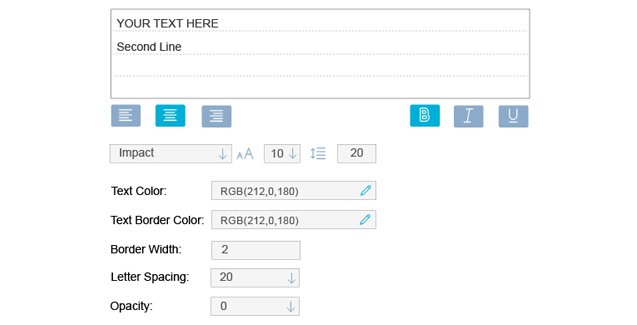 YOUR TEXT HERE
Second Line
B I U
Impact AA 10 20
Text Color: RGB(212,0,180)
Text Border Color: RGB(212,0,180)
Border Width: 2
Letter Spacing: 20
Opacity: 0